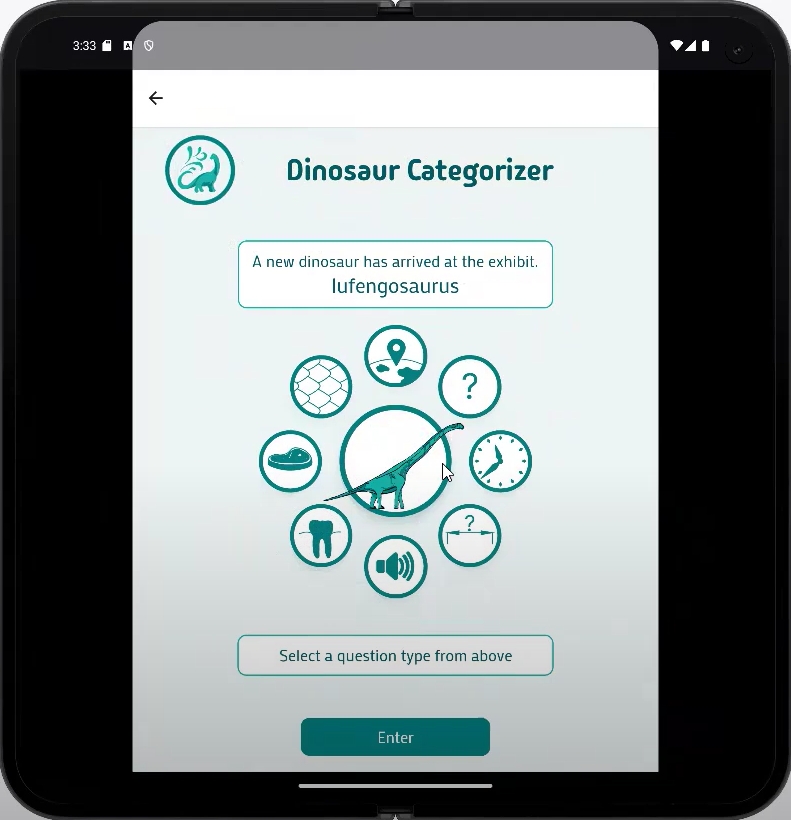 3:33
A
Dinosaur Categorizer
A new dinosaur has arrived at the exhibit.
lufengosaurus
?
?
Select a question type from above
Enter